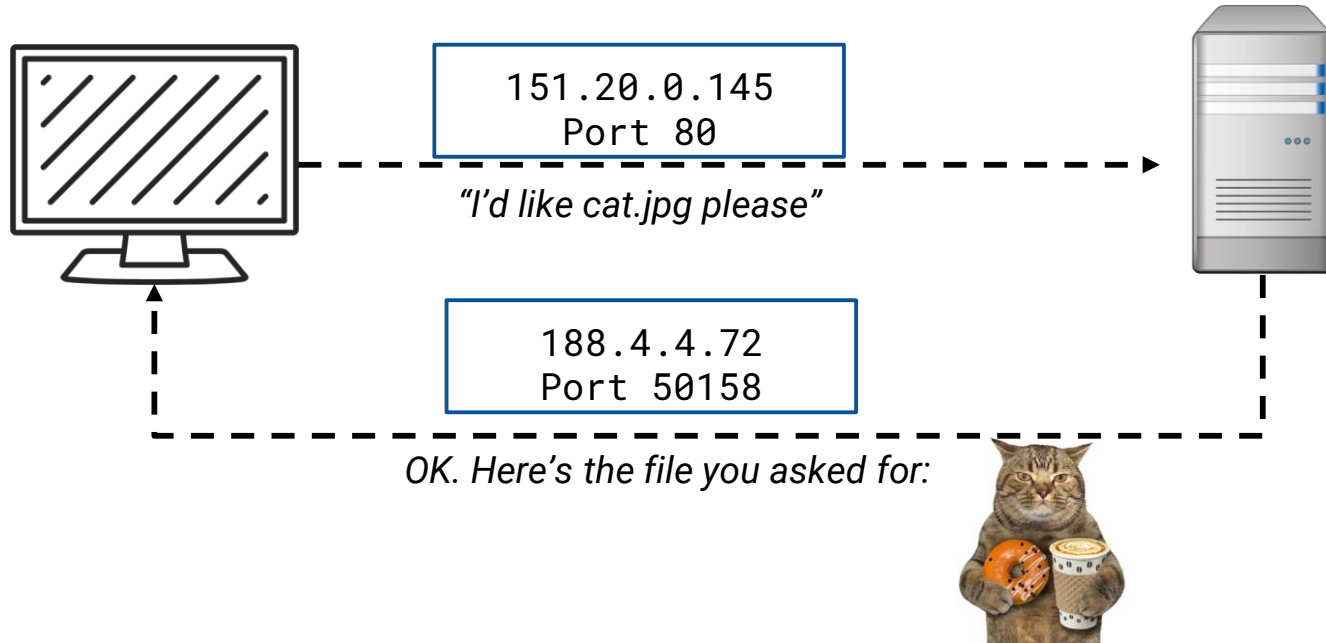 151.20.0.145
Port 80
“I’d like cat.jpg please”
188.4.4.72
Port 50158
OK. Here’s the file you asked for: